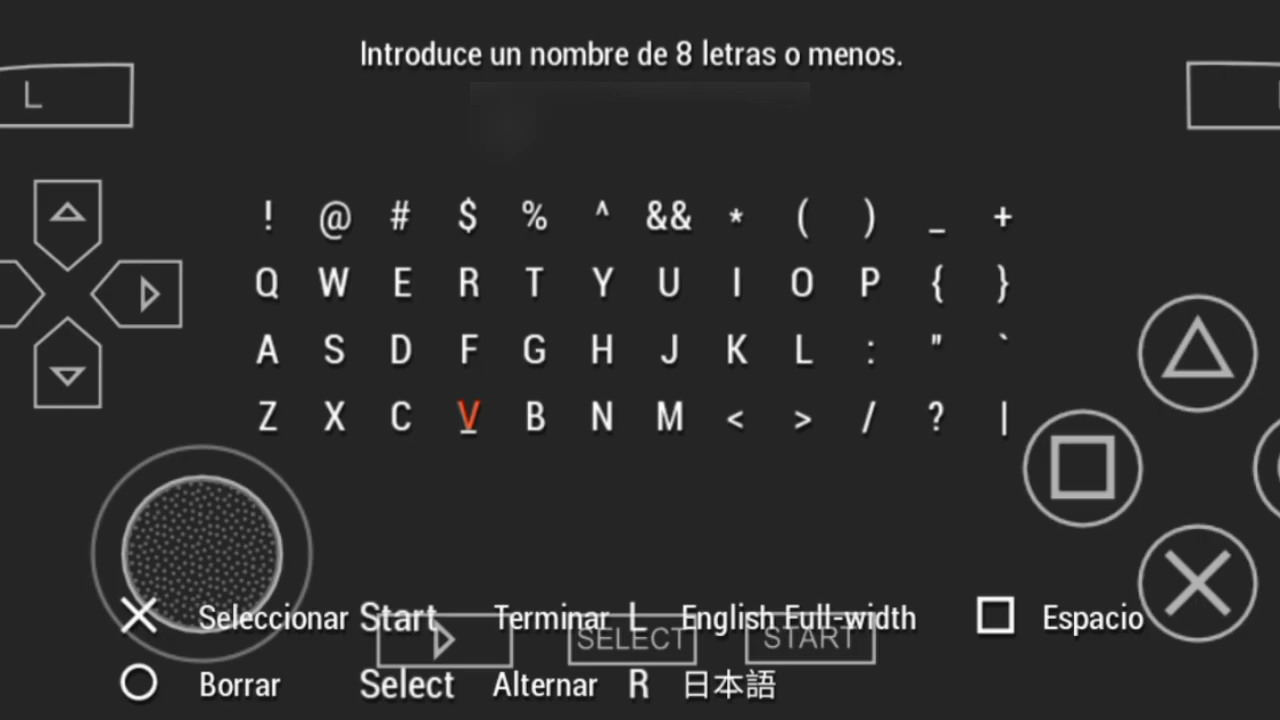 Introduce un nombre de 8 letras o menos.
L
! @ # $ % ^ && * ( ) _ +
Q W E R T Y U I O P { }
A S D F G H J K L : " `
Z X C V B N M < > / ? |
Seleccionar Start Terminar L English Full-width Espacio
SELECT START
Borrar Select Alternar R 日本語